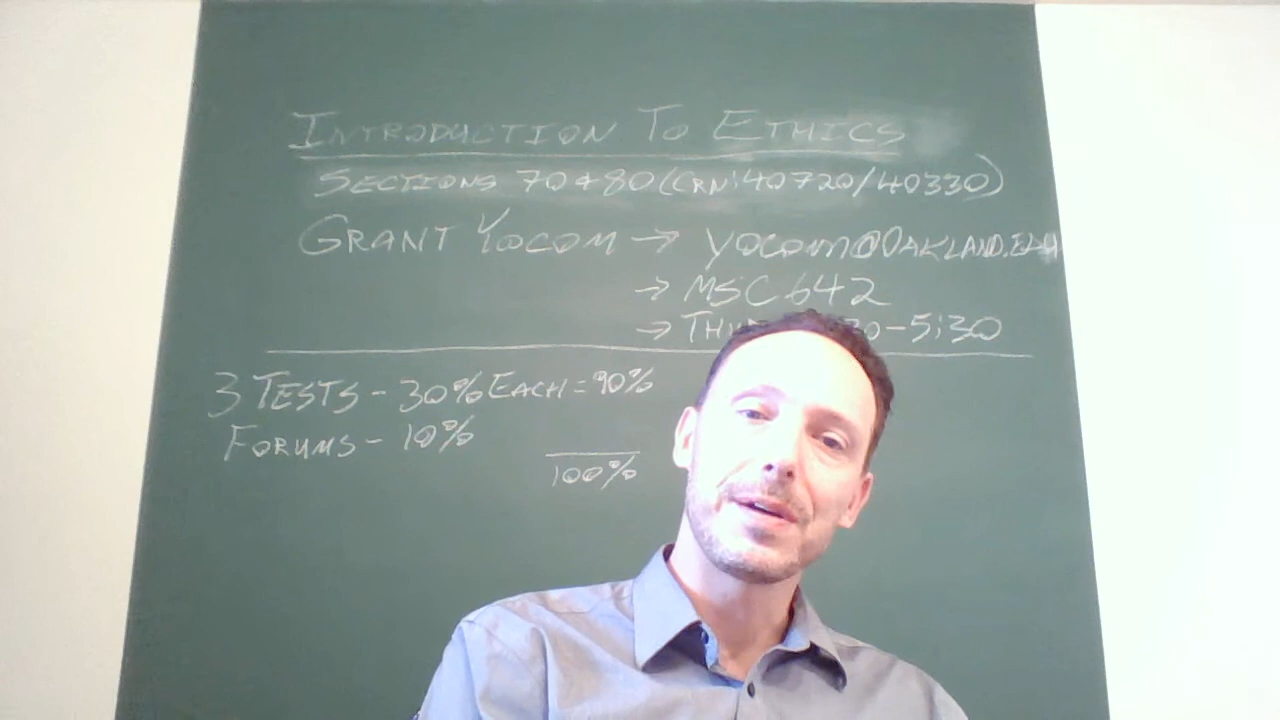 INTRODUCTION TO ETHICS
SECTIONS 70 & 80 (CRN: 40720/40330)
GRANT YOCOM → YOCOM@OAKLAND.EDU
→ MSC 642
→ 30-5:30
3 TESTS - 30% EACH = 90%
FORUMS - 10%
100%